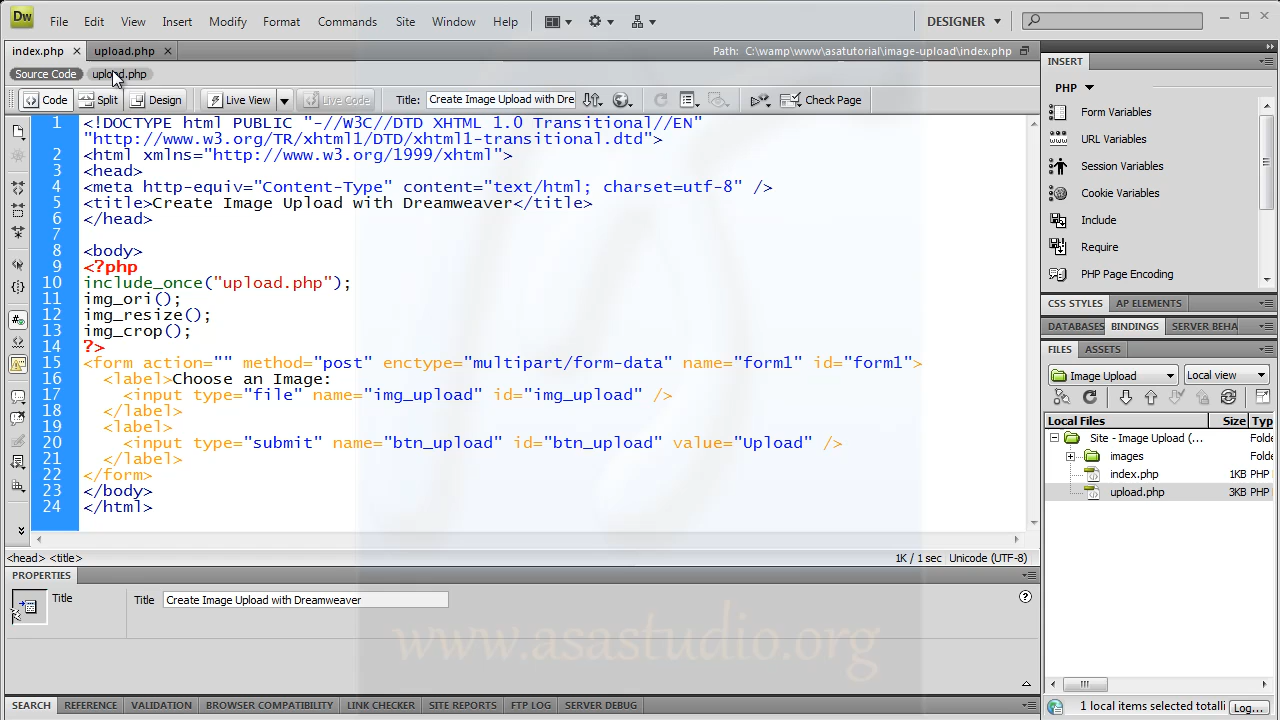 Dw File Edit View Insert Modify Format Commands Site Window Help DESIGNER
index.php upload.php Path: C:\wamp\www\asatutorial\image-upload\index.php
Source Code upload.php
Code Split Design Live View Live Code Title: Create Image Upload with Dre Check Page
1 <!DOCTYPE html PUBLIC "-//W3C//DTD XHTML 1.0 Transitional//EN"
"http://www.w3.org/TR/xhtml1/DTD/xhtml1-transitional.dtd">
2 <html xmlns="http://www.w3.org/1999/xhtml">
3 <head>
4 <meta http-equiv="Content-Type" content="text/html; charset=utf-8" />
5 <title>Create Image Upload with Dreamweaver</title>
6 </head>
7
8 <body>
9 <?php
10 include_once("upload.php");
11 img_ori();
12 img_resize();
13 img_crop();
14 ?>
15 <form action="" method="post" enctype="multipart/form-data" name="form1" id="form1">
16 <label>Choose an Image:
17 <input type="file" name="img_upload" id="img_upload" />
18 </label>
19 <label>
20 <input type="submit" name="btn_upload" id="btn_upload" value="Upload" />
21 </label>
22 </form>
23 </body>
24 </html>
<head> <title> 1K / 1 sec Unicode (UTF-8)
PROPERTIES
Title Title Create Image Upload with Dreamweaver
www.asastudio.org
SEARCH REFERENCE VALIDATION BROWSER COMPATIBILITY LINK CHECKER SITE REPORTS FTP LOG SERVER DEBUG
INSERT
PHP
Form Variables
URL Variables
Session Variables
Cookie Variables
Include
Require
PHP Page Encoding
CSS STYLES AP ELEMENTS
DATABASES BINDINGS SERVER BEHA
FILES ASSETS
Image Upload Local view
Local Files Size Typ
Site - Image Upload (... Folde
images Folde
index.php 1KB PHP
upload.php 3KB PHP
1 local items selected totalli Log...